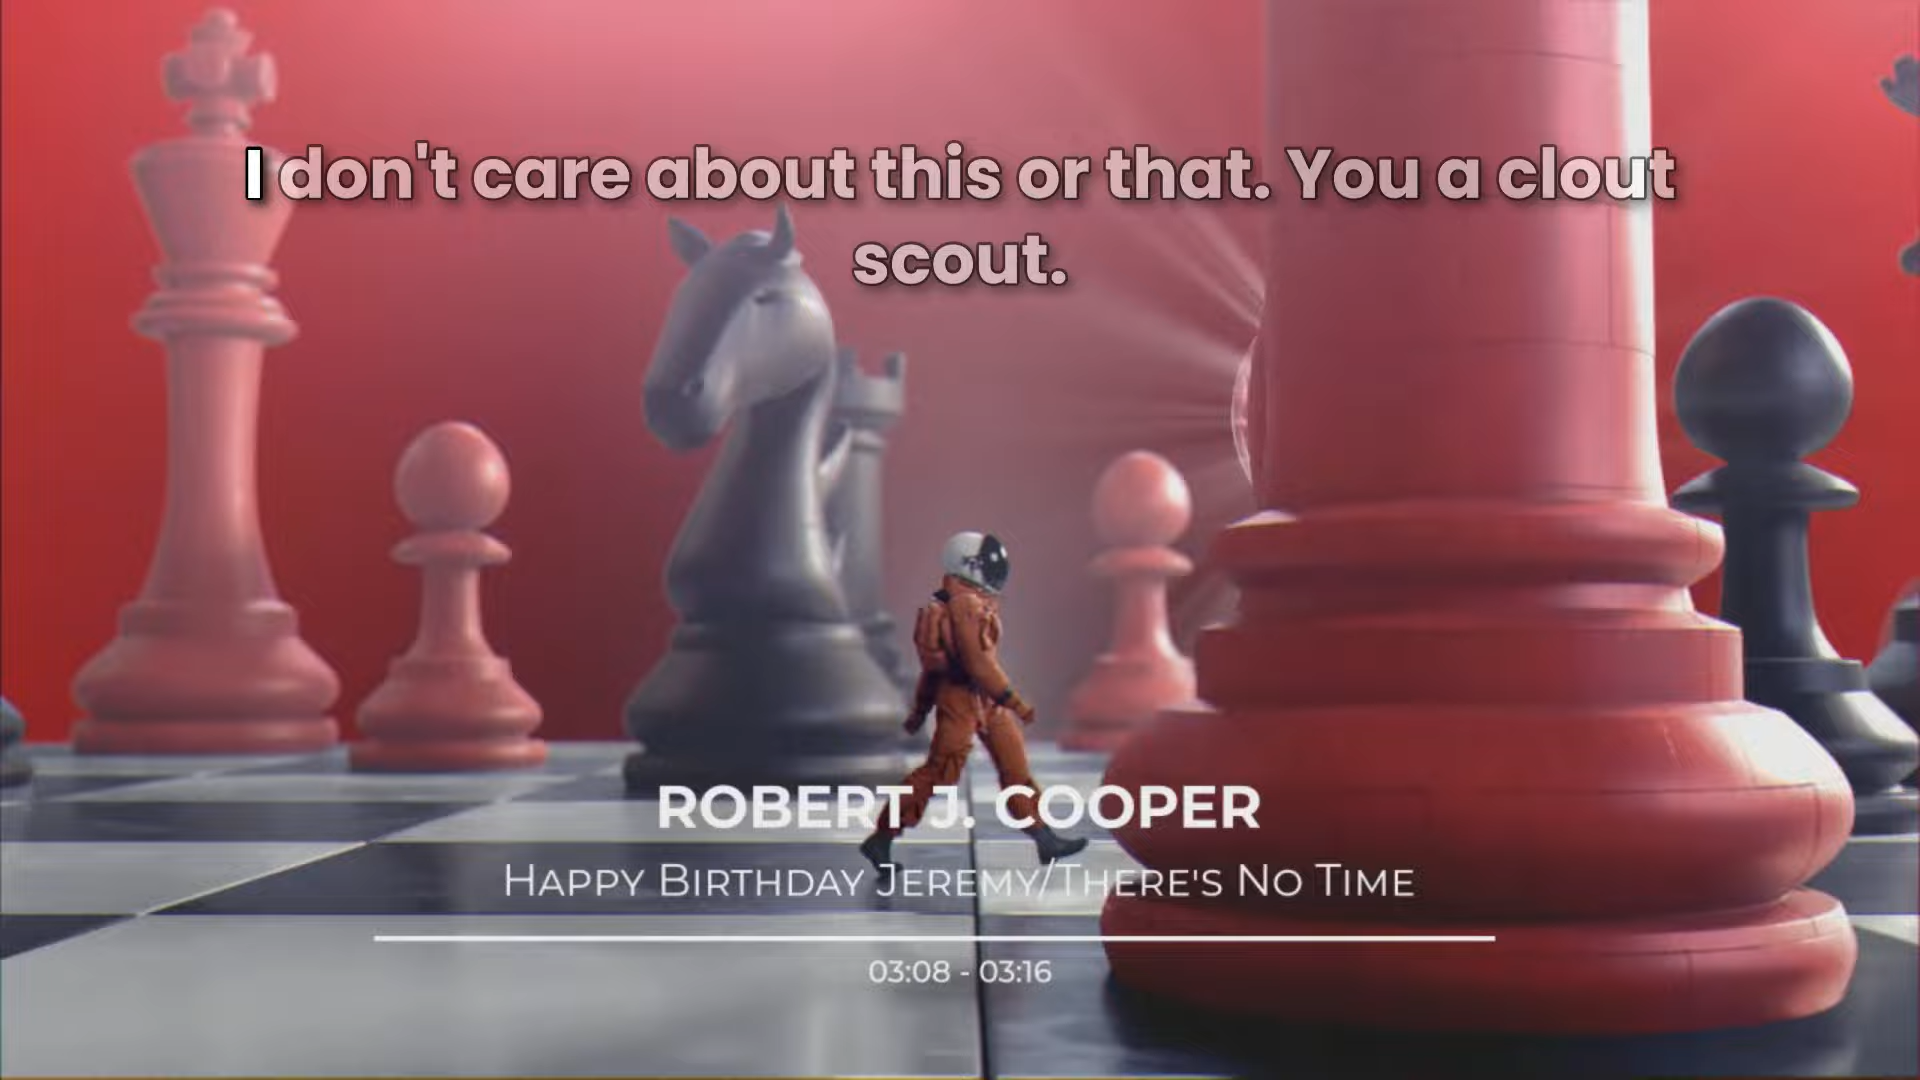 I don't care about this or that. You a clout
scout.
ROBERT J. COOPER
Happy Birthday Jeremy/There's No Time
03:08 - 03:16